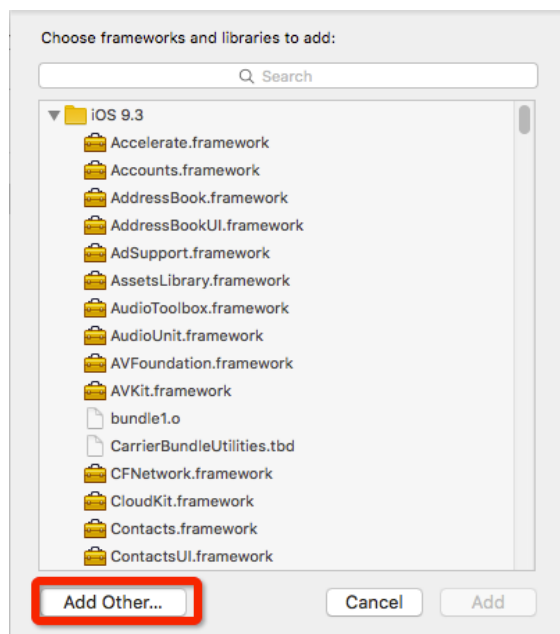 Choose frameworks and libraries to add:
Search
iOS 9.3
Accelerate.framework
Accounts.framework
AddressBook.framework
AddressBookUI.framework
AdSupport.framework
AssetsLibrary.framework
AudioToolbox.framework
AudioUnit.framework
AVFoundation.framework
AVKit.framework
bundle1.o
CarrierBundleUtilities.tbd
CFNetwork.framework
CloudKit.framework
Contacts.framework
ContactsUI.framework
Add Other... Cancel Add